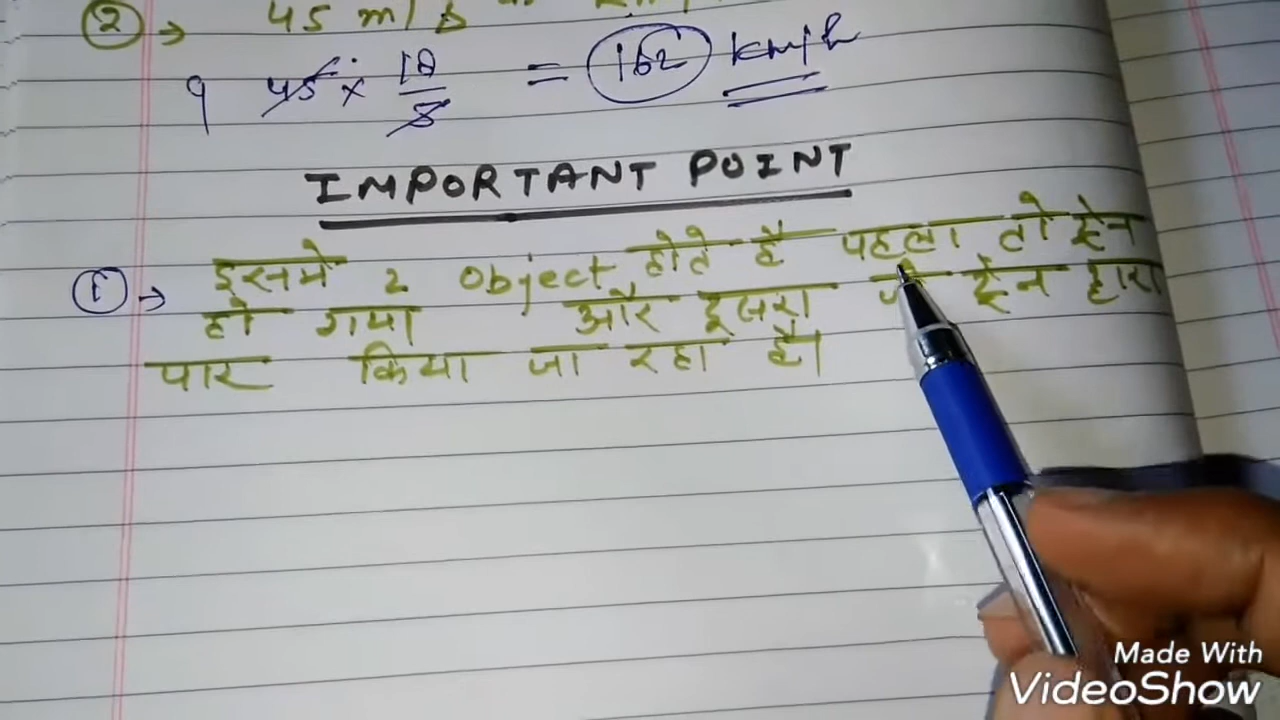 ② → 45 m/s
9 45 × 18/5 = 162 km/h
IMPORTANT POINT
① → इसमे 2 object होते है पहला तो ट्रेन
हो गया और दूसरा जो ट्रेन द्वारा
पार किया जा रहा है।
Made With
VideoShow